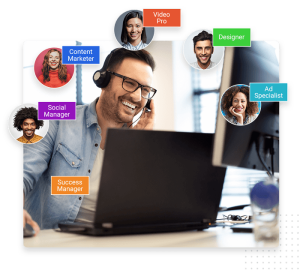 Video
Pro
Designer
Content
Marketer
Ad
Specialist
Social
Manager
Success
Manager